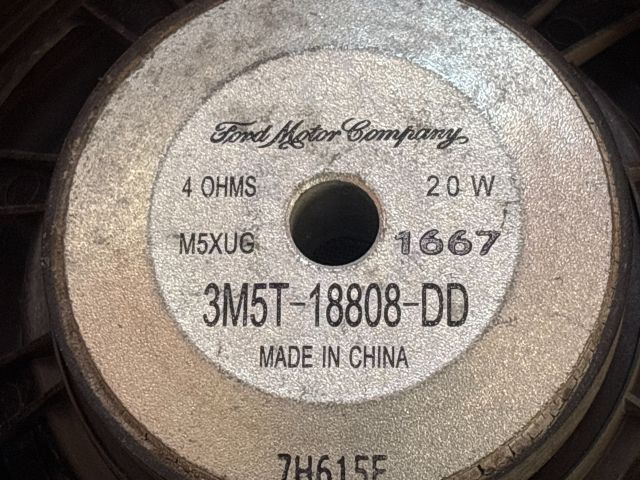 Ford Motor Company
4 OHMS 20 W
M5XUG 1667
3M5T-18808-DD
MADE IN CHINA
7H615F